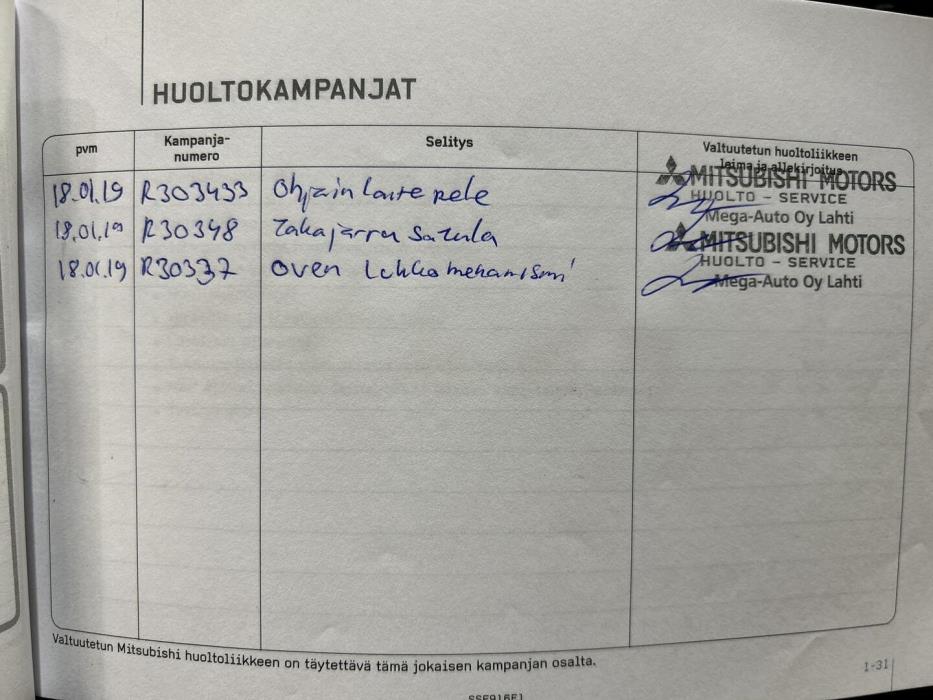 HUOLTOKAMPANJAT
pvm
Kampanja-
numero
Selitys
Valtuutetun huoltoliikkeen
leima ja allekirjoitus
18.01.19 R303433 Ohjain laite rele
MITSUBISHI MOTORS
HUOLTO - SERVICE
Mega-Auto Oy Lahti
18.01.19 R30348 Takajarru satula
MITSUBISHI MOTORS
HUOLTO - SERVICE
Mega-Auto Oy Lahti
18.01.19 R30337 Oven
Valtuutetun Mitsubishi huoltoliikkeen on täytettävä tämä jokaisen kampanjan osalta.
1-31